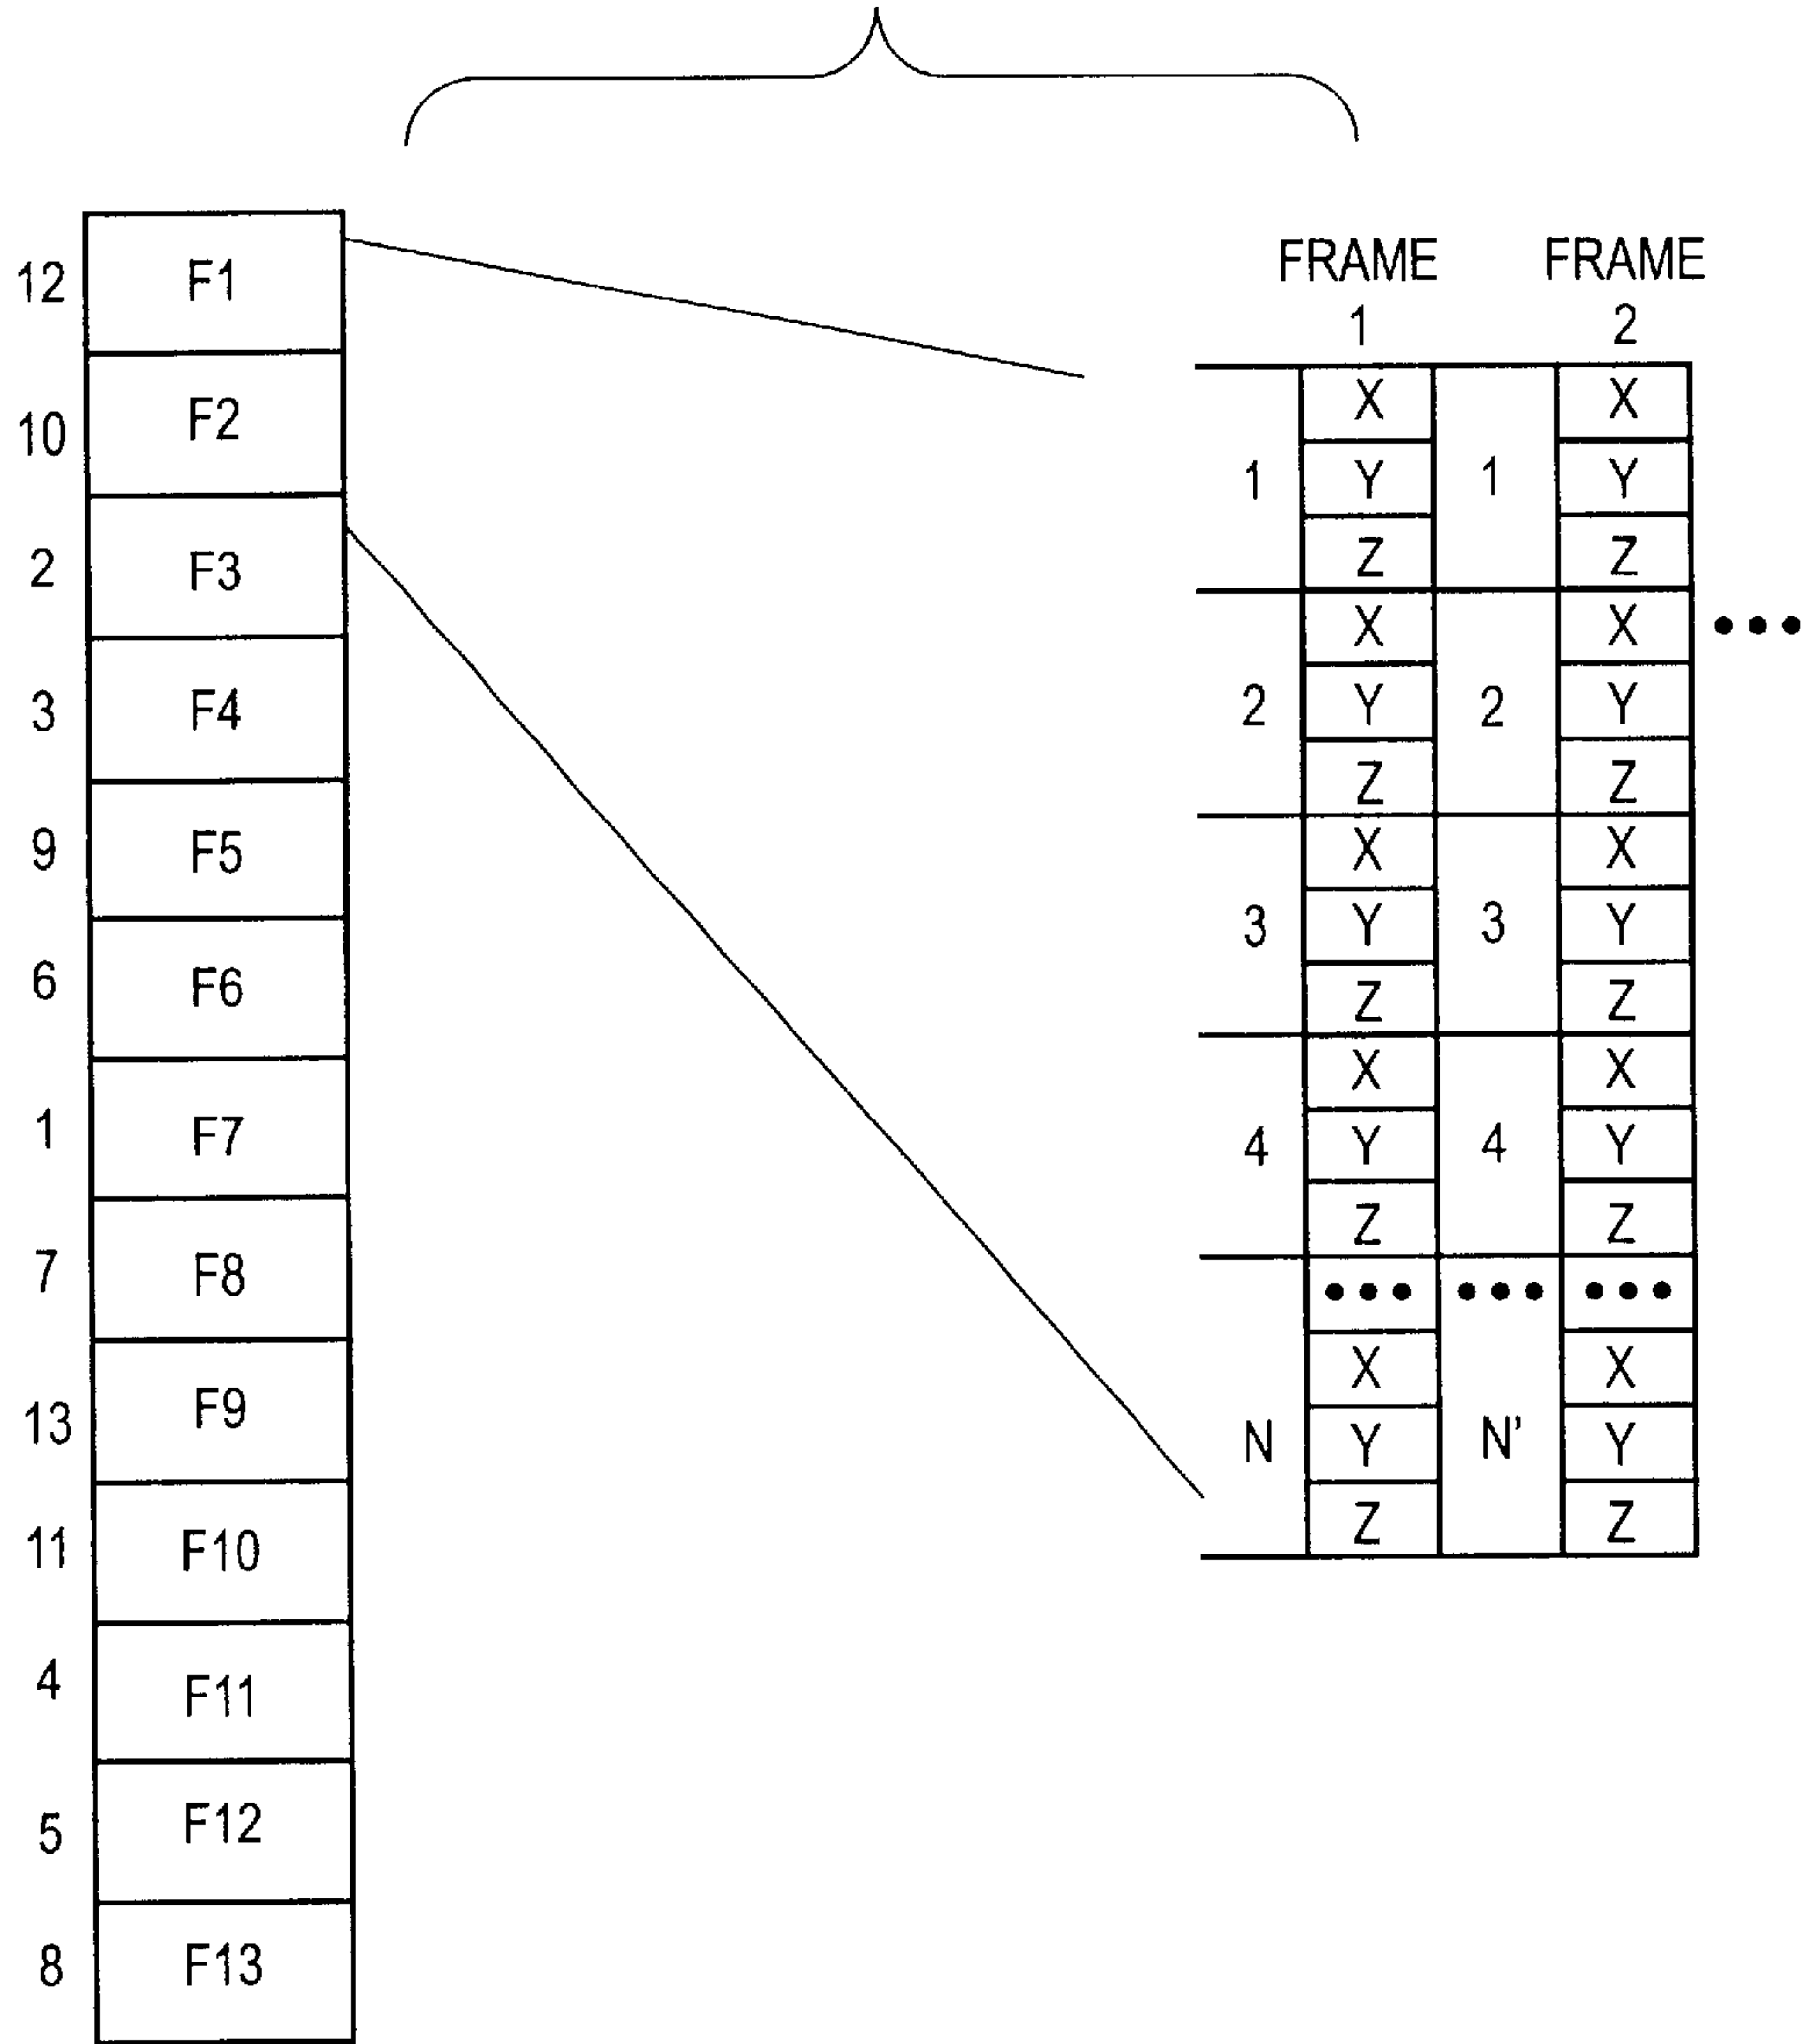 12 F1
10 F2
2 F3
3 F4
9 F5
6 F6
1 F7
7 F8
13 F9
11 F10
4 F11
5 F12
8 F13
FRAME FRAME
1 2
X X
1 Y 1 Y
Z Z
X X •••
2 Y 2 Y
Z Z
X X
3 Y 3 Y
Z Z
X X
4 Y 4 Y
Z Z
••• ••• •••
X X
N Y N' Y
Z Z